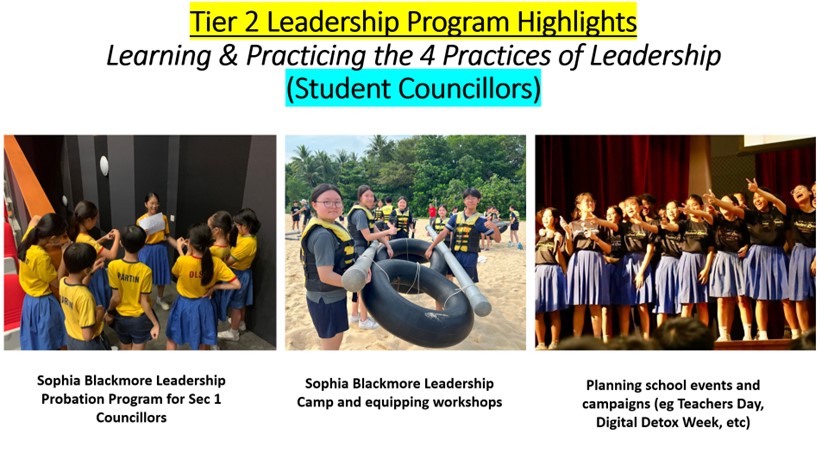 Tier 2 Leadership Program Highlights
Learning & Practicing the 4 Practices of Leadership
(Student Councillors)
MARTIN
Sophia Blackmore Leadership
Probation Program for Sec 1
Councillors
Sophia Blackmore Leadership
Camp and equipping workshops
Planning school events and
campaigns (eg Teachers Day,
Digital Detox Week, etc)